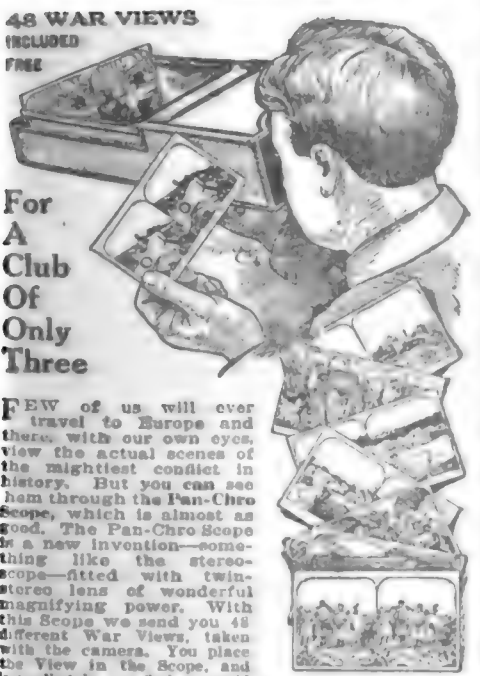 48 WAR VIEWS
INCLUDED
FREE
For
A
Club
Of
Only
Three
FEW of us will ever
travel to Europe and
there, with our own eyes,
view the actual scenes of
the mightiest conflict in
history. But you can see
hem through the Pan-Chro
Scope, which is almost as
good. The Pan-Chro Scope
is a new invention—some-
thing like the stereo-
scope—fitted with twin-
stereo lens of wonderful
magnifying power. With
this Scope we send you 48
different War Views, taken
with the camera. You place
the View in the Scope, and